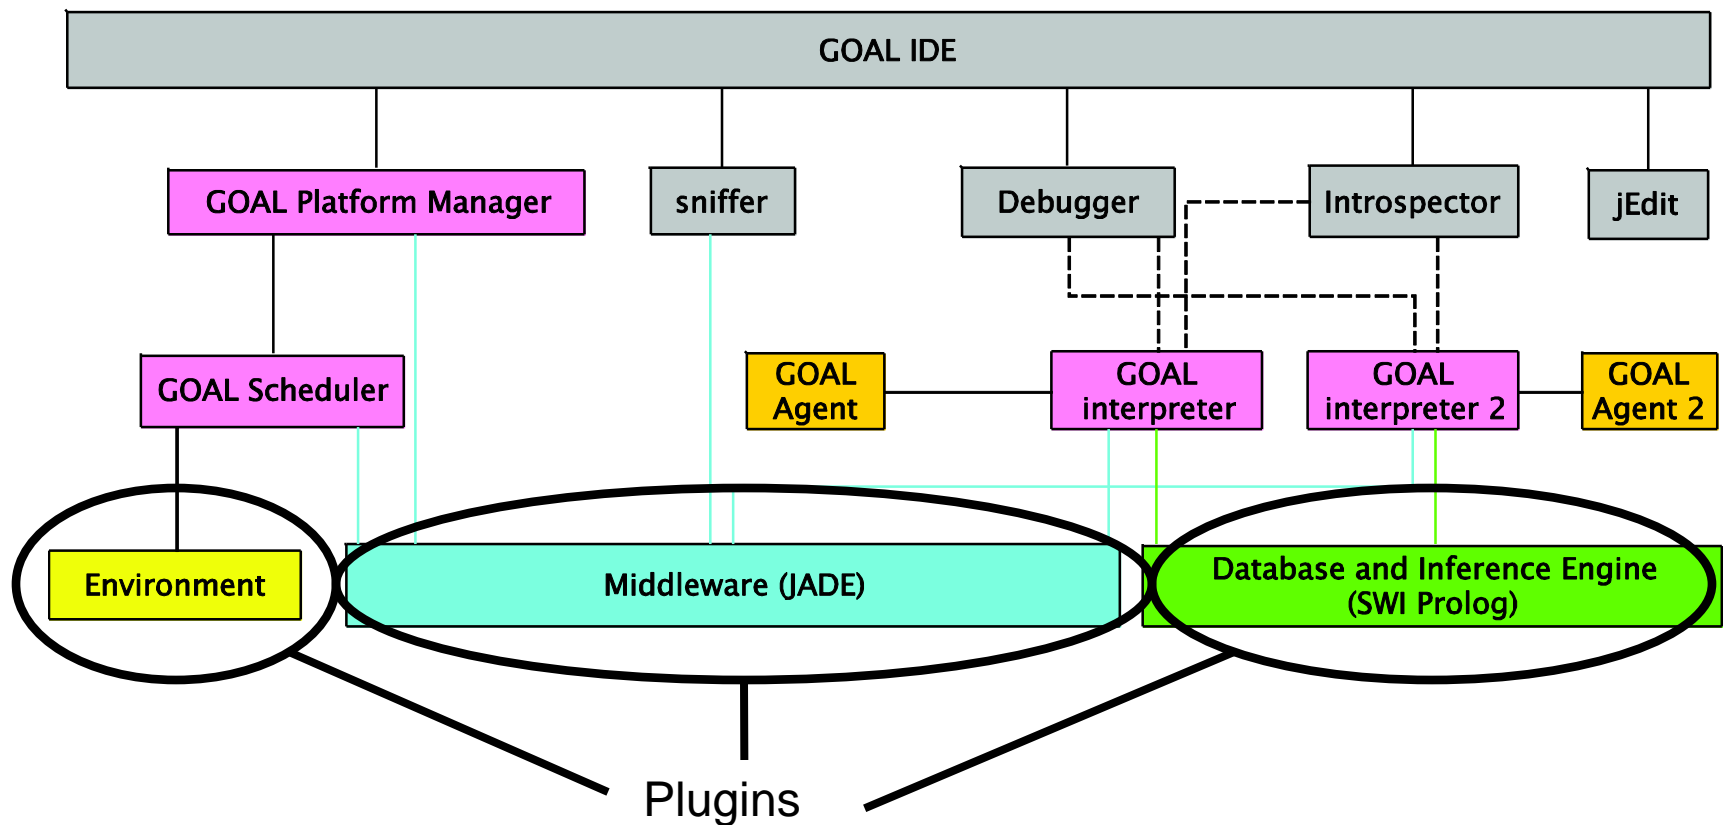 GOAL IDE
GOAL Platform Manager
sniffer
Debugger
Introspector
jEdit
GOAL Scheduler
GOAL
Agent
GOAL
interpreter
GOAL
interpreter 2
GOAL
Agent 2
Environment
Middleware (JADE)
Database and Inference Engine
(SWI Prolog)
Plugins